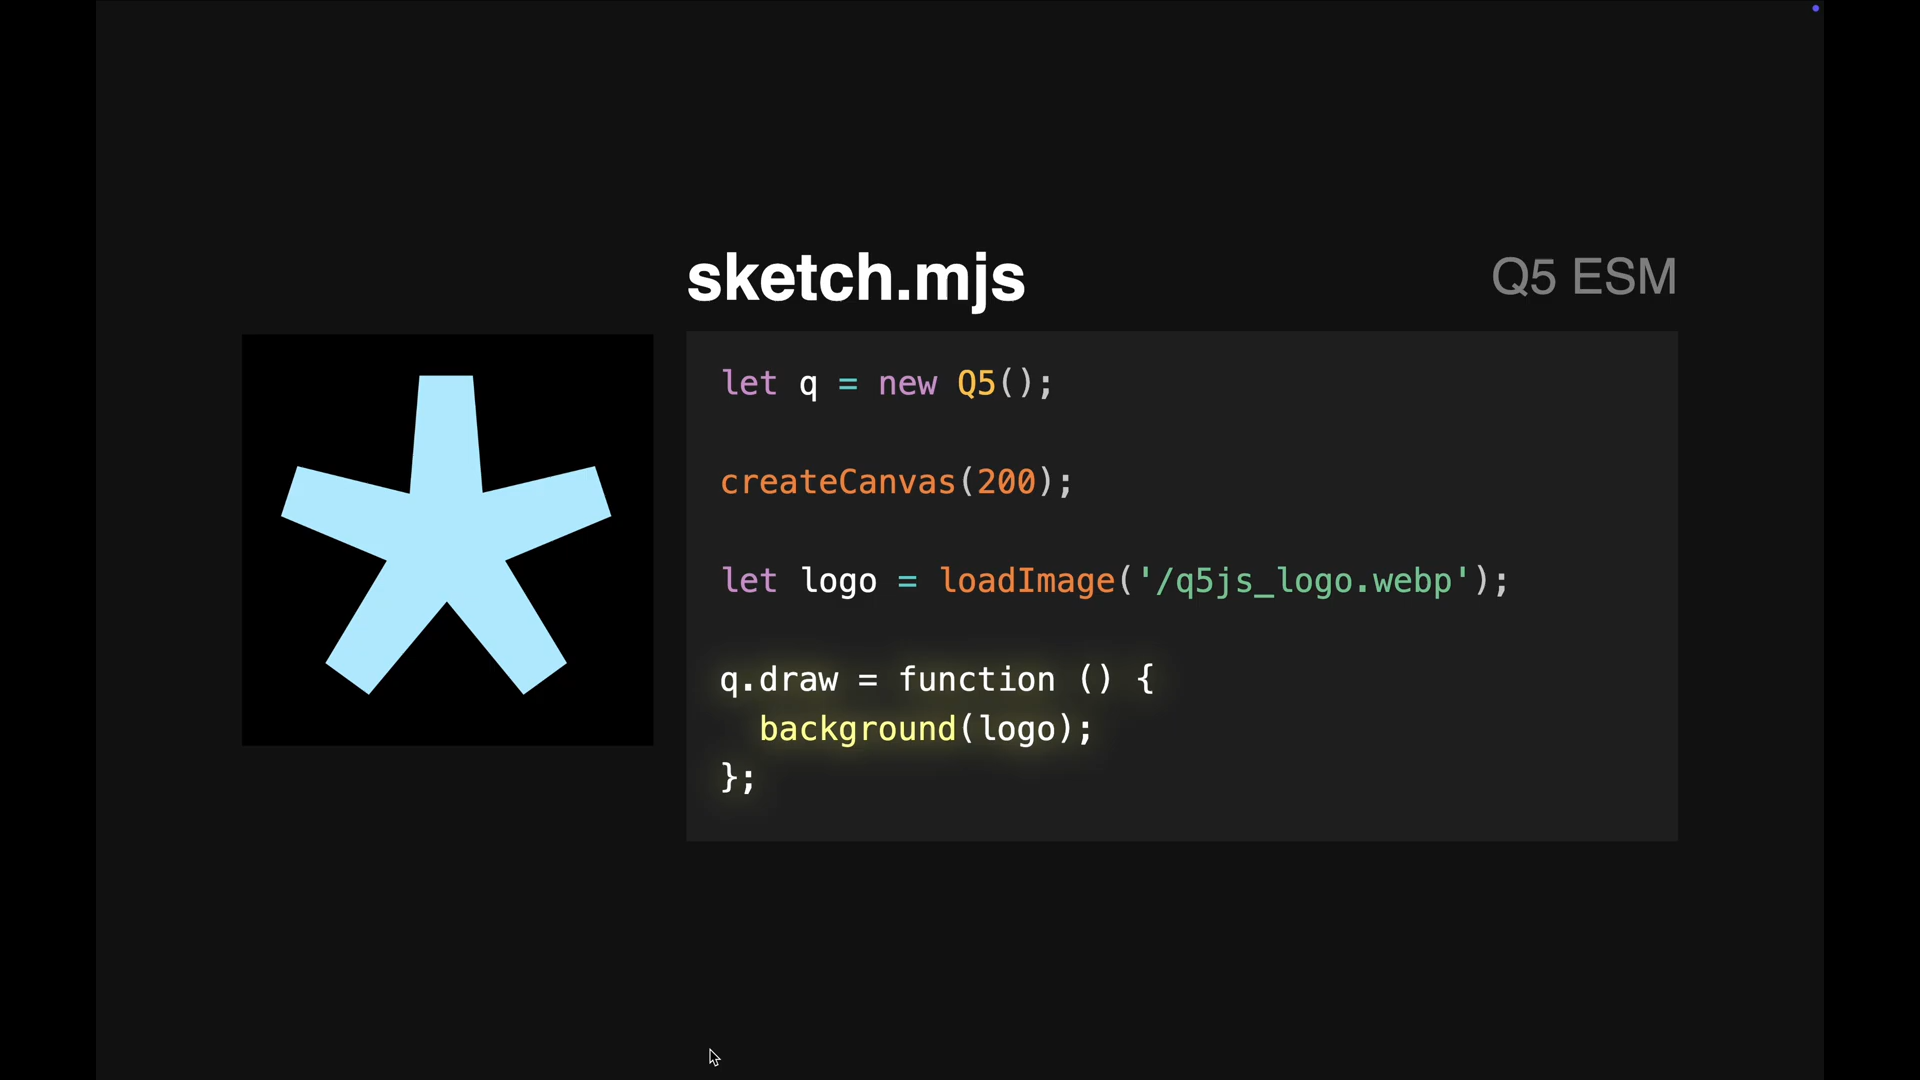 sketch.mjs
Q5 ESM
let q = new Q5();
createCanvas(200);
let logo = loadImage('/q5js_logo.webp');
q.draw = function () {
  background(logo);
};